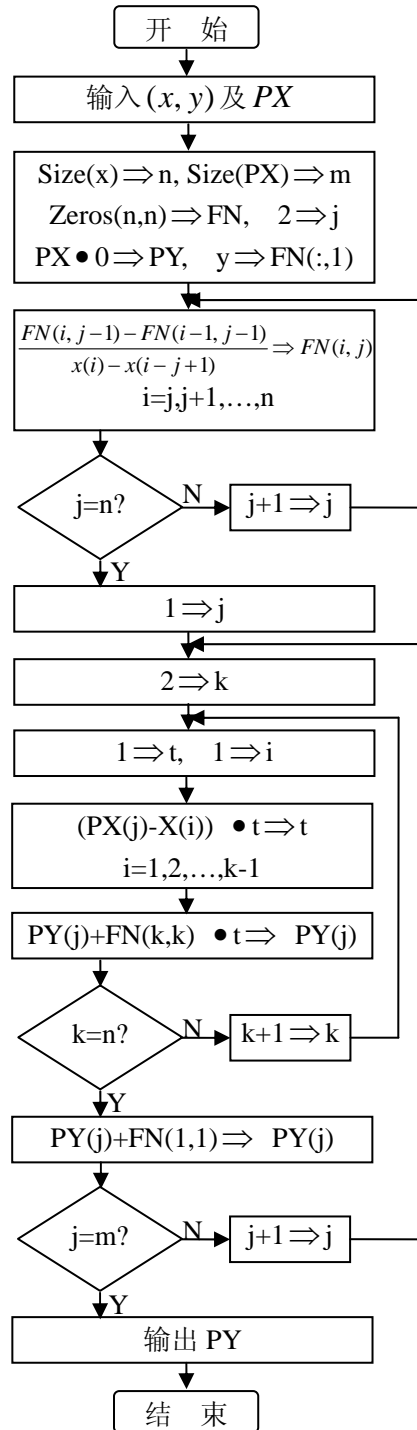 开 始
输入(x, y)及PX
Size(x)⇒n, Size(PX)⇒m
Zeros(n,n)⇒FN, 2⇒j
PX●0⇒PY, y⇒FN(:,1)
FN(i, j−1)−FN(i−1, j−1)
x(i)−x(i−j+1)
⇒FN(i, j)
i=j,j+1,…,n
j=n?
N
j+1⇒j
Y
1⇒j
2⇒k
1⇒t, 1⇒i
(PX(j)-X(i)) ●t⇒t
i=1,2,…,k-1
PY(j)+FN(k,k) ●t⇒ PY(j)
k=n?
N
k+1⇒k
Y
PY(j)+FN(1,1)⇒ PY(j)
j=m?
N
j+1⇒j
Y
输出 PY
结 束